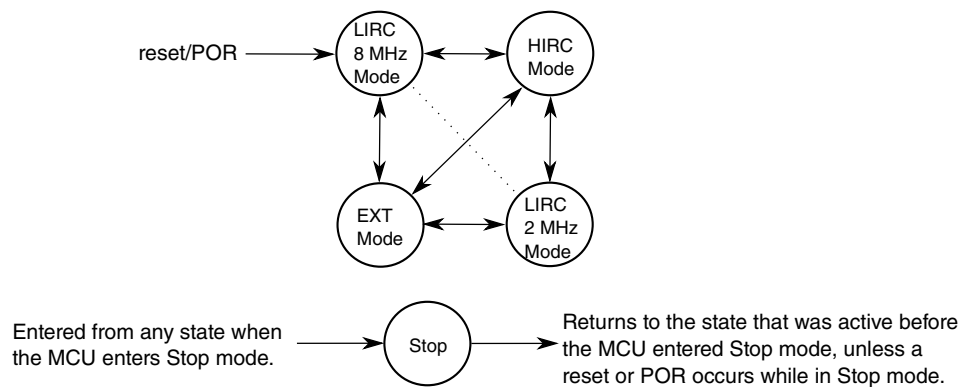 reset/POR
LIRC
8 MHz
Mode
HIRC
Mode
EXT
Mode
LIRC
2 MHz
Mode
Entered from any state when
the MCU enters Stop mode.
Stop
Returns to the state that was active before
the MCU entered Stop mode, unless a
reset or POR occurs while in Stop mode.